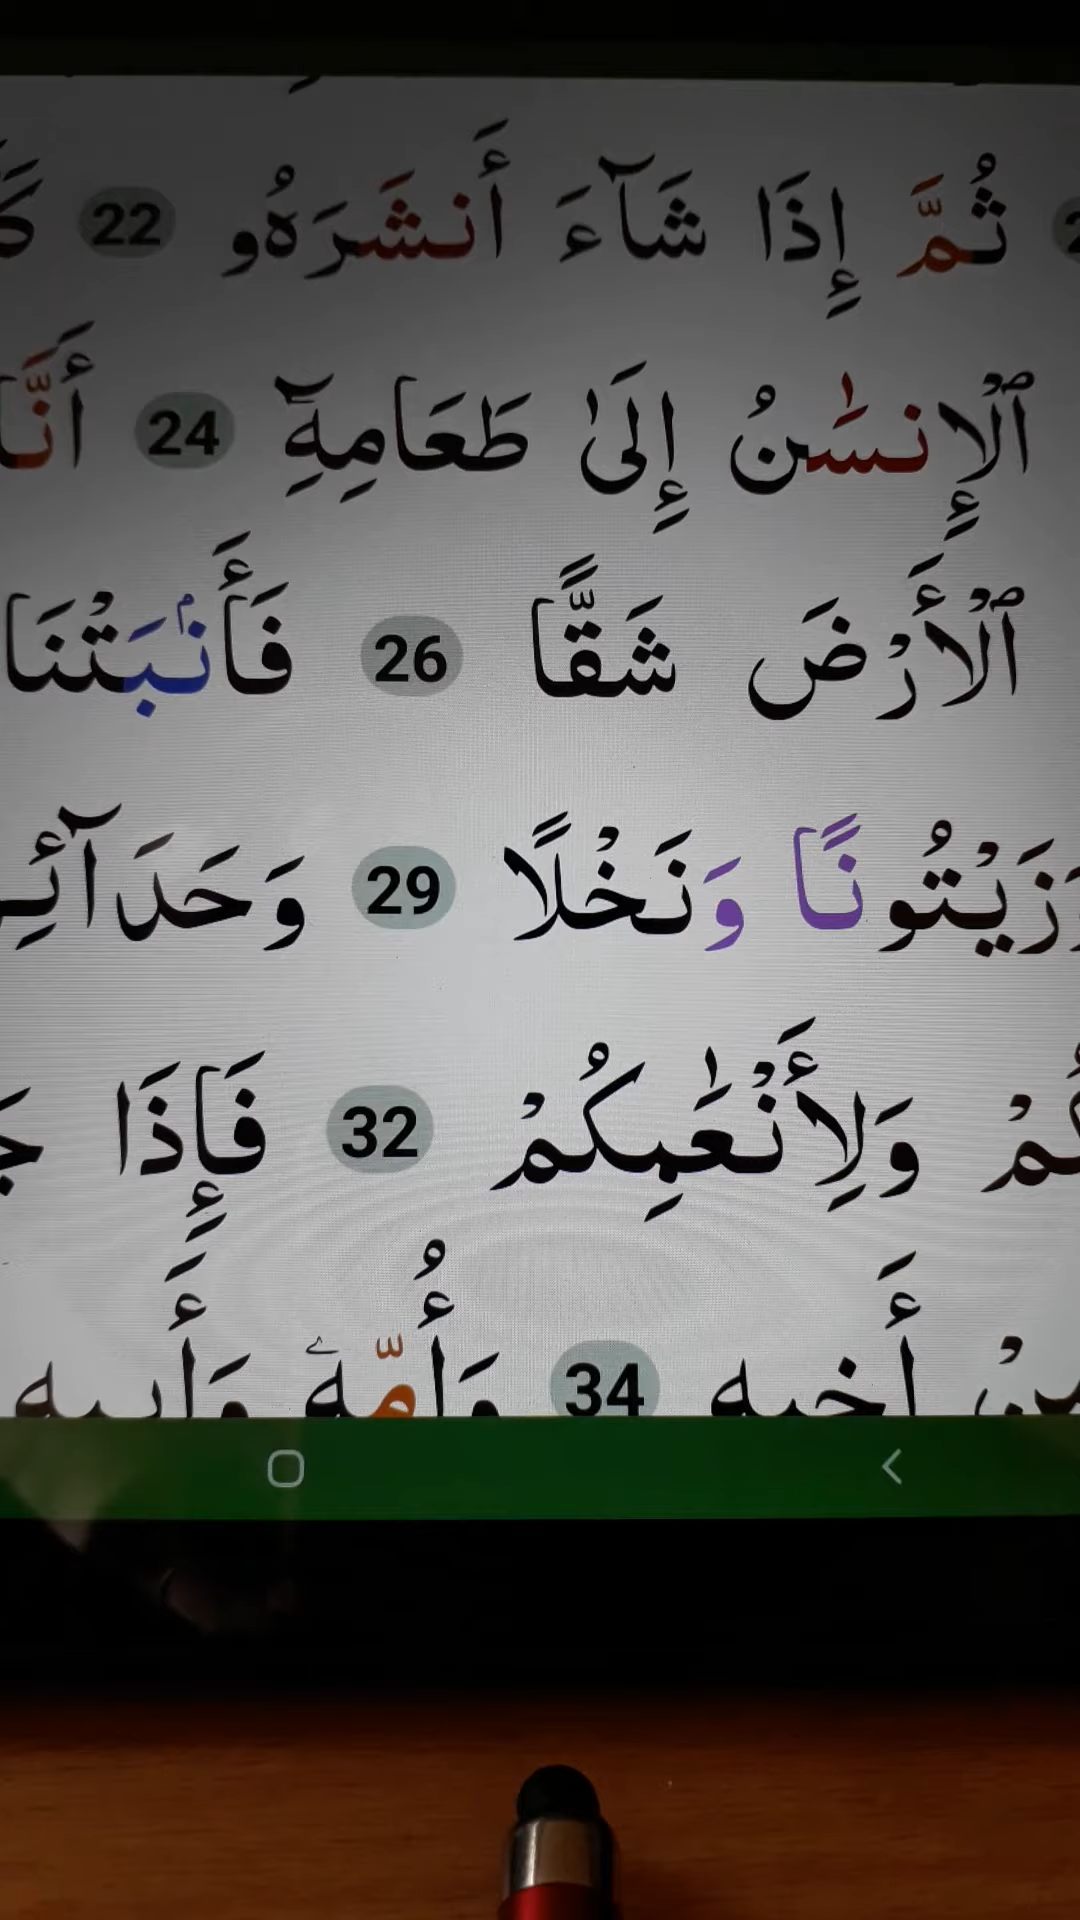 ثُمَّ إِذَا شَآءَ أَنشَرَهُۥ 22
ٱلْإِنسَٰنُ إِلَىٰ طَعَامِهِۦٓ 24 أَنَّا
ٱلْأَرْضَ شَقًّا 26 فَأَنۢبَتْنَا
وَزَيْتُونًا وَنَخْلًا 29 وَحَدَآئِ
كُمْ وَلِأَنْعَٰمِكُمْ 32 فَإِذَا
مِنْ أَخِيهِ 34 وَأُمِّهِۦ وَأَبِيهِ